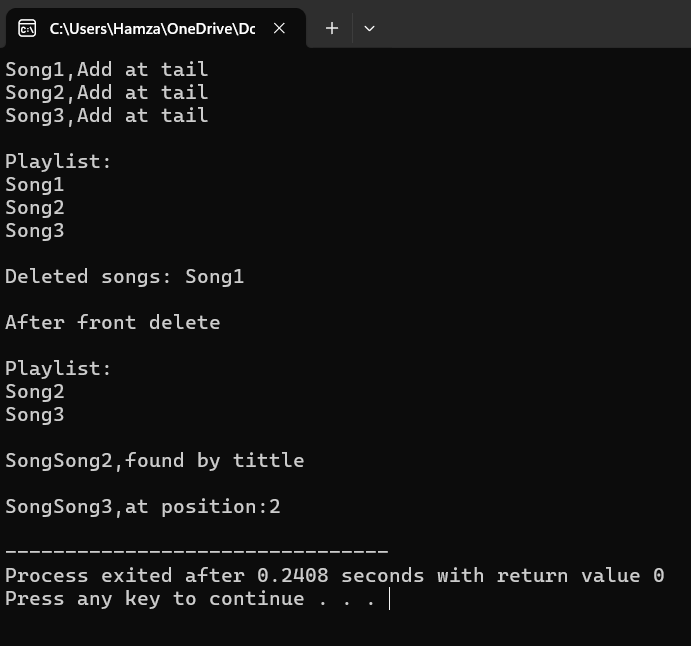 C:\Users\Hamza\OneDrive\Dc
Song1,Add at tail
Song2,Add at tail
Song3,Add at tail
Playlist:
Song1
Song2
Song3
Deleted songs: Song1
After front delete
Playlist:
Song2
Song3
SongSong2,found by tittle
SongSong3,at position:2
--------------------------------
Process exited after 0.2408 seconds with return value 0
Press any key to continue . . .